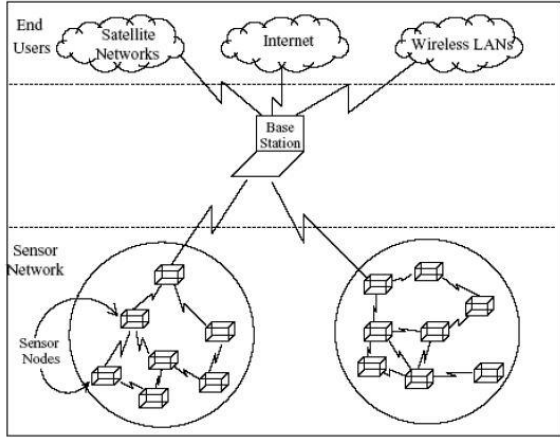 End
Users
Satellite
Networks
Internet
Wireless LANs
Base
Station
Sensor
Network
Sensor
Nodes